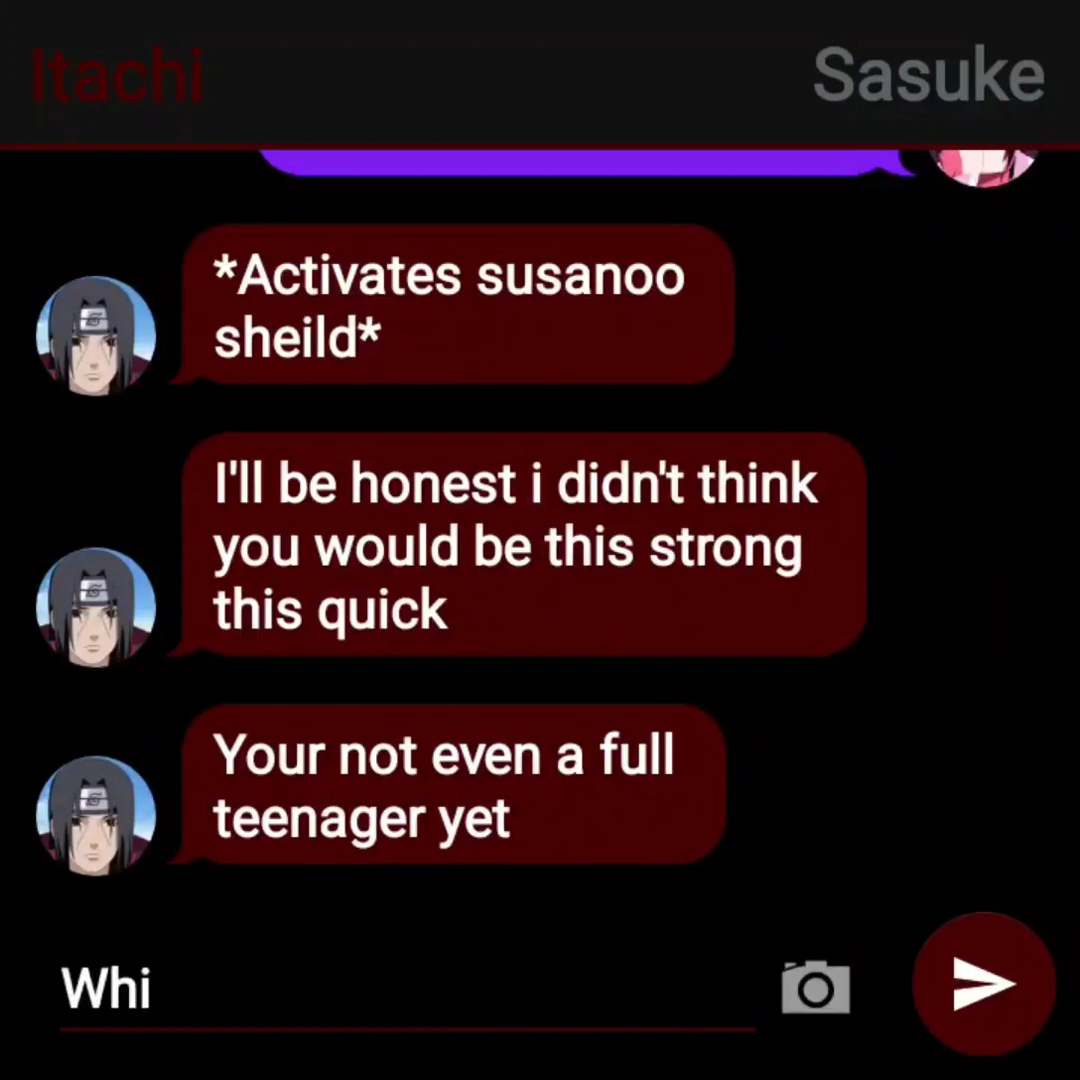 Itachi
Sasuke
*Activates susanoo
sheild*
I'll be honest i didn't think
you would be this strong
this quick
Your not even a full
teenager yet
Whi